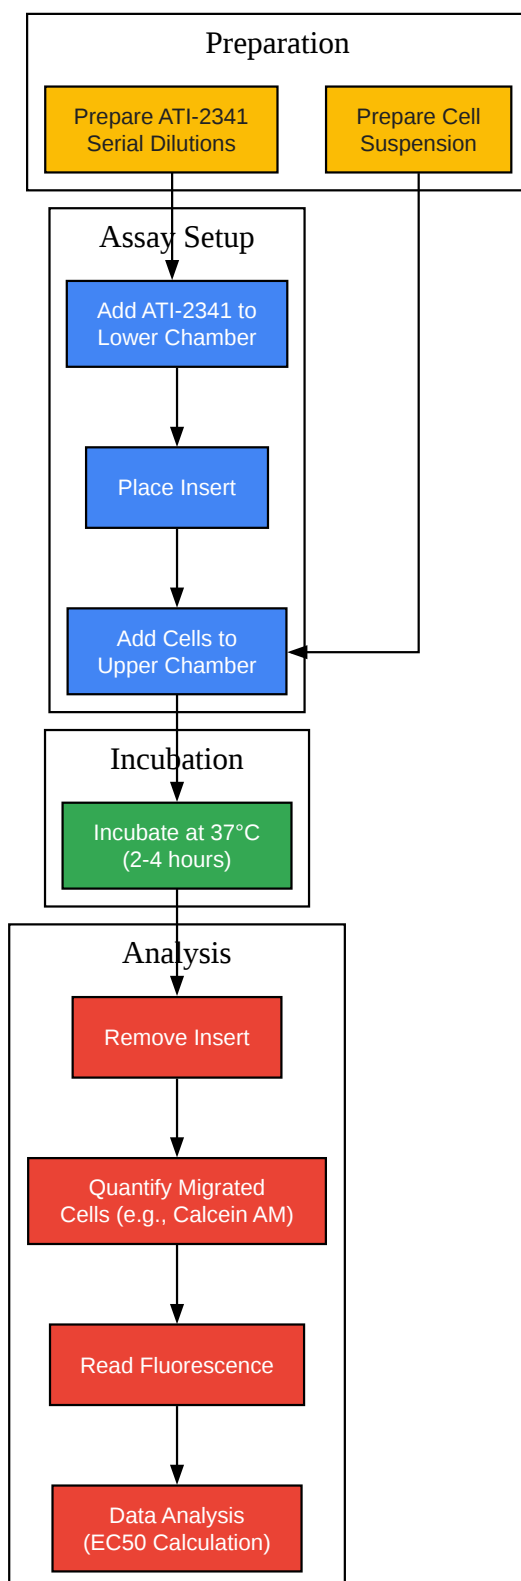 Preparation
Prepare ATI-2341
Serial Dilutions
Prepare Cell
Suspension
Assay Setup
Add ATI-2341 to
Lower Chamber
Place Insert
Add Cells to
Upper Chamber
Incubation
Incubate at 37°C
(2-4 hours)
Analysis
Remove Insert
Quantify Migrated
Cells (e.g., Calcein AM)
Read Fluorescence
Data Analysis
(EC50 Calculation)